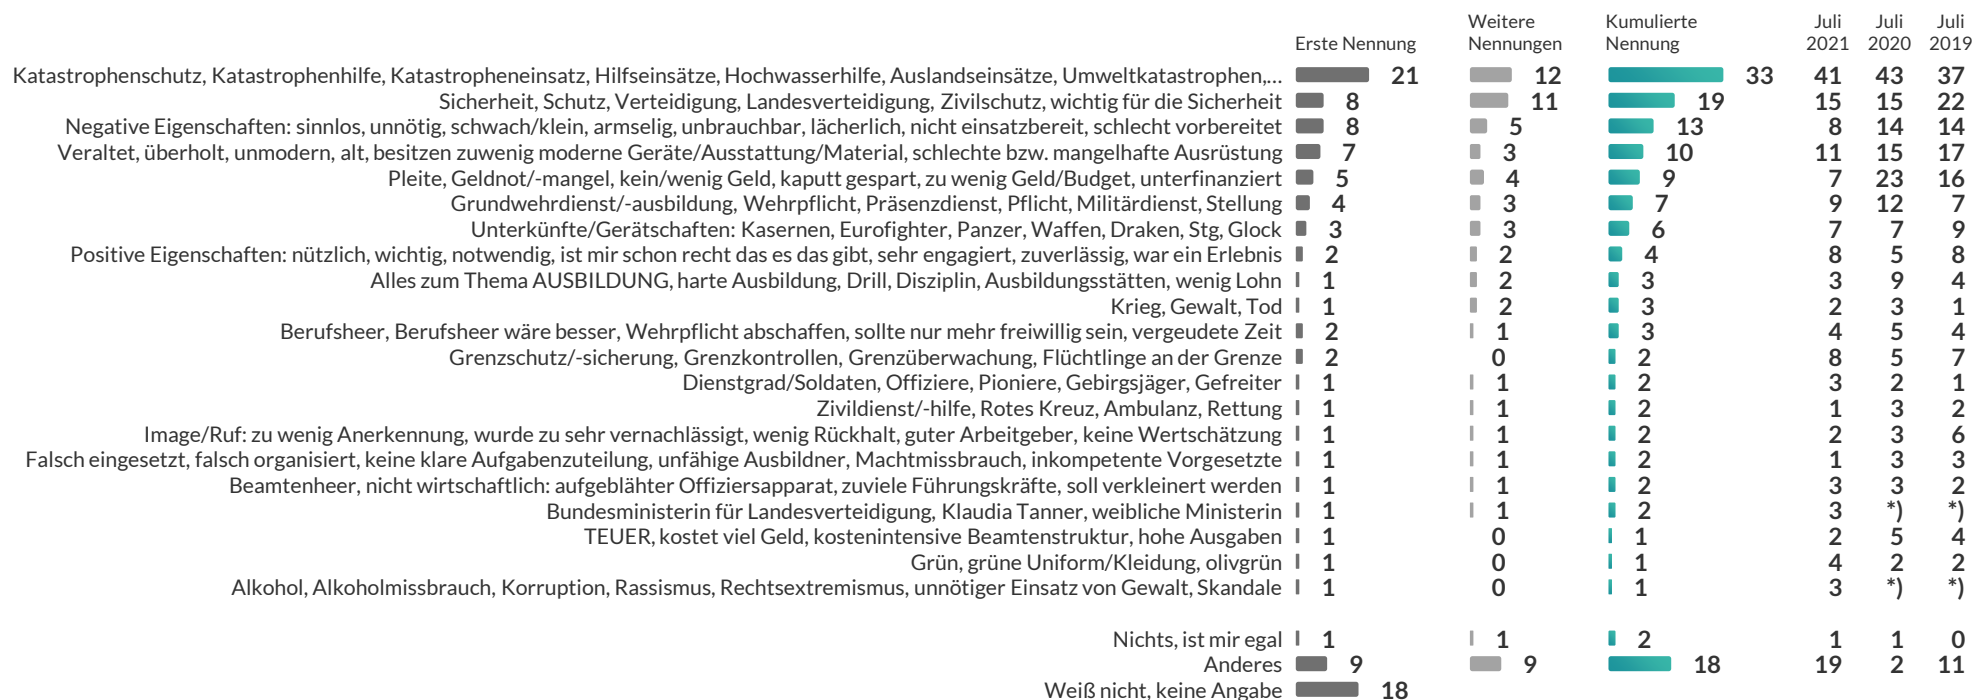 Erste Nennung Weitere Nennungen Kumulierte Nennung Juli 2021 Juli 2020 Juli 2019
Katastrophenschutz, Katastrophenhilfe, Katastropheneinsatz, Hilfseinsätze, Hochwasserhilfe, Auslandseinsätze, Umweltkatastrophen,... 21 12 33 41 43 37
Sicherheit, Schutz, Verteidigung, Landesverteidigung, Zivilschutz, wichtig für die Sicherheit 8 11 19 15 15 22
Negative Eigenschaften: sinnlos, unnötig, schwach/klein, armselig, unbrauchbar, lächerlich, nicht einsatzbereit, schlecht vorbereitet 8 5 13 8 14 14
Veraltet, überholt, unmodern, alt, besitzen zuwenig moderne Geräte/Ausstattung/Material, schlechte bzw. mangelhafte Ausrüstung 7 3 10 11 15 17
Pleite, Geldnot/-mangel, kein/wenig Geld, kaputt gespart, zu wenig Geld/Budget, unterfinanziert 5 4 9 7 23 16
Grundwehrdienst/-ausbildung, Wehrpflicht, Präsenzdienst, Pflicht, Militärdienst, Stellung 4 3 7 9 12 7
Unterkünfte/Gerätschaften: Kasernen, Eurofighter, Panzer, Waffen, Draken, Stg, Glock 3 3 6 7 7 9
Positive Eigenschaften: nützlich, wichtig, notwendig, ist mir schon recht das es das gibt, sehr engagiert, zuverlässig, war ein Erlebnis 2 2 4 8 5 8
Alles zum Thema AUSBILDUNG, harte Ausbildung, Drill, Disziplin, Ausbildungsstätten, wenig Lohn 1 2 3 3 9 4
Krieg, Gewalt, Tod 1 2 3 2 3 1
Berufsheer, Berufsheer wäre besser, Wehrpflicht abschaffen, sollte nur mehr freiwillig sein, vergeudete Zeit 2 1 3 4 5 4
Grenzschutz/-sicherung, Grenzkontrollen, Grenzüberwachung, Flüchtlinge an der Grenze 2 0 2 8 5 7
Dienstgrad/Soldaten, Offiziere, Pioniere, Gebirgsjäger, Gefreiter 1 1 2 3 2 1
Zivildienst/-hilfe, Rotes Kreuz, Ambulanz, Rettung 1 1 2 1 3 2
Image/Ruf: zu wenig Anerkennung, wurde zu sehr vernachlässigt, wenig Rückhalt, guter Arbeitgeber, keine Wertschätzung 1 1 2 2 3 6
Falsch eingesetzt, falsch organisiert, keine klare Aufgabenzuteilung, unfähige Ausbildner, Machtmissbrauch, inkompetente Vorgesetzte 1 1 2 1 3 3
Beamtenheer, nicht wirtschaftlich: aufgeblähter Offiziersapparat, zuviele Führungskräfte, soll verkleinert werden 1 1 2 3 3 2
Bundesministerin für Landesverteidigung, Klaudia Tanner, weibliche Ministerin 1 1 2 3 *) *)
TEUER, kostet viel Geld, kostenintensive Beamtenstruktur, hohe Ausgaben 1 0 1 2 5 4
Grün, grüne Uniform/Kleidung, olivgrün 1 0 1 4 2 2
Alkohol, Alkoholmissbrauch, Korruption, Rassismus, Rechtsextremismus, unnötiger Einsatz von Gewalt, Skandale 1 0 1 3 *) *)
Nichts, ist mir egal 1 1 2 1 1 0
Anderes 9 9 18 19 2 11
Weiß nicht, keine Angabe 18